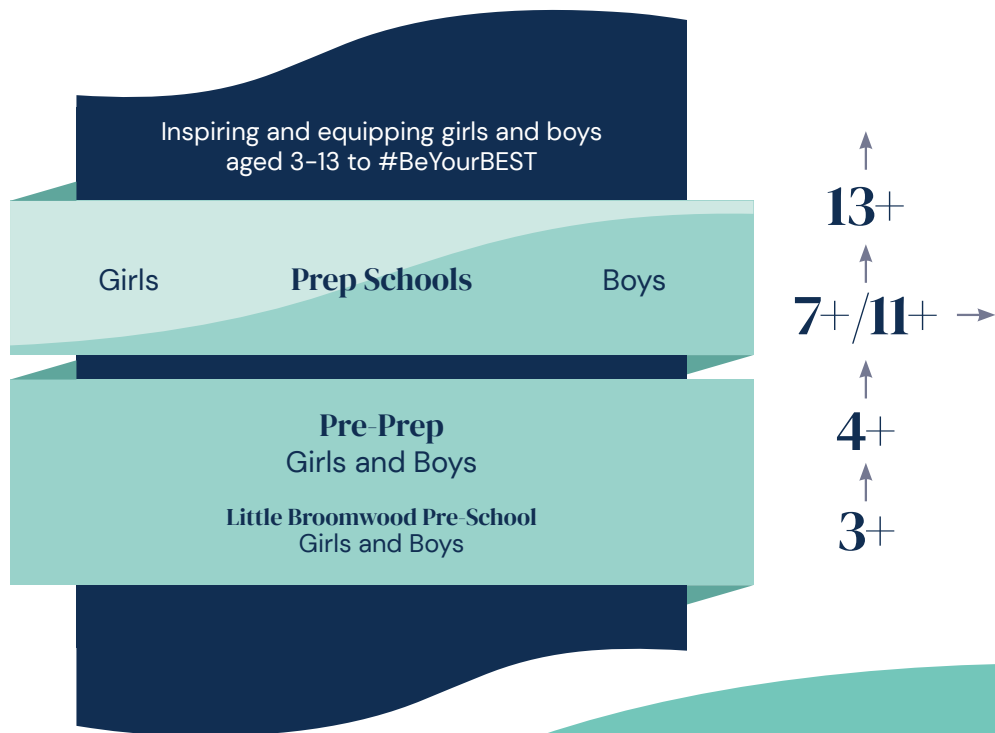 Inspiring and equipping girls and boys
aged 3-13 to #BeYourBEST
Girls
Prep Schools
Boys
Pre-Prep
Girls and Boys
Little Broomwood Pre-School
Girls and Boys
13+
7+/11+
4+
3+